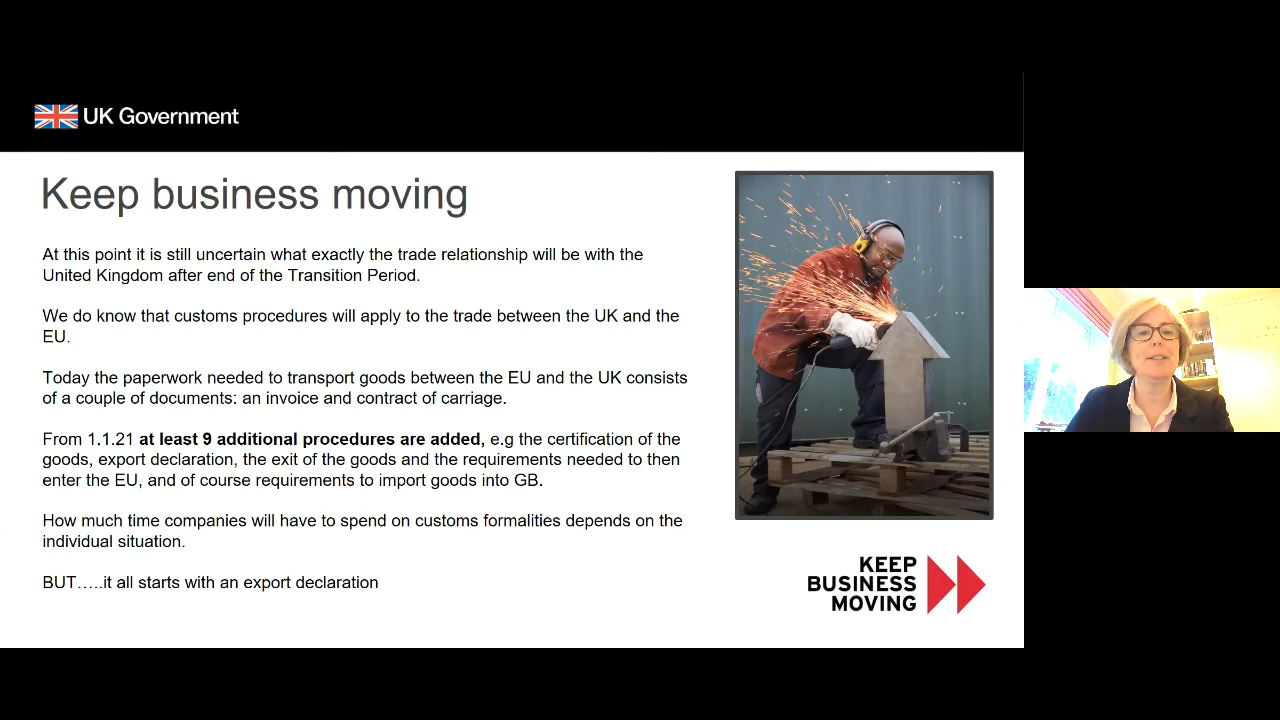 UK Government
Keep business moving
At this point it is still uncertain what exactly the trade relationship will be with the
United Kingdom after end of the Transition Period.
We do know that customs procedures will apply to the trade between the UK and the
EU.
Today the paperwork needed to transport goods between the EU and the UK consists
of a couple of documents: an invoice and contract of carriage.
From 1.1.21 at least 9 additional procedures are added, e.g the certification of the
goods, export declaration, the exit of the goods and the requirements needed to then
enter the EU, and of course requirements to import goods into GB.
How much time companies will have to spend on customs formalities depends on the
individual situation.
BUT…..it all starts with an export declaration
KEEP
BUSINESS
MOVING